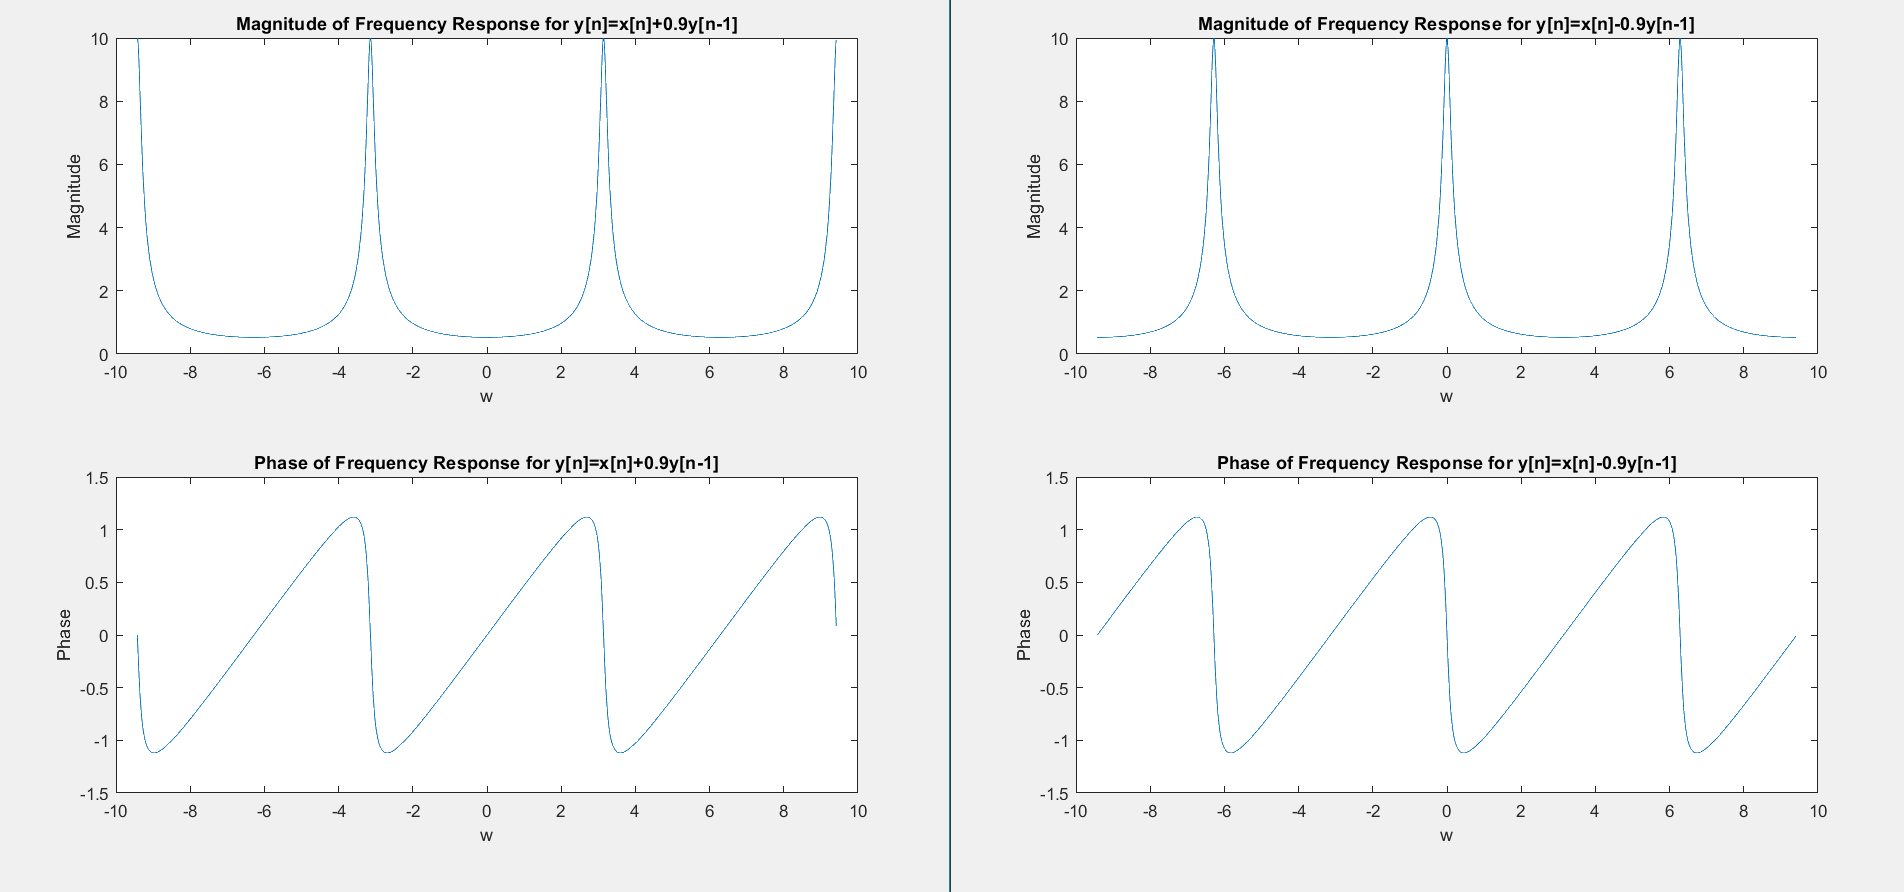 Magnitude of Frequency Response for y[n]=x[n]+0.9y[n-1]
10
8
6
4
2
0
Magnitude
-10 -8 -6 -4 -2 0 2 4 6 8 10
w
Phase of Frequency Response for y[n]=x[n]+0.9y[n-1]
1.5
1
0.5
0
-0.5
-1
-1.5
Phase
-10 -8 -6 -4 -2 0 2 4 6 8 10
w
Magnitude of Frequency Response for y[n]=x[n]-0.9y[n-1]
10
8
6
4
2
0
Magnitude
-10 -8 -6 -4 -2 0 2 4 6 8 10
w
Phase of Frequency Response for y[n]=x[n]-0.9y[n-1]
1.5
1
0.5
0
-0.5
-1
-1.5
Phase
-10 -8 -6 -4 -2 0 2 4 6 8 10
w